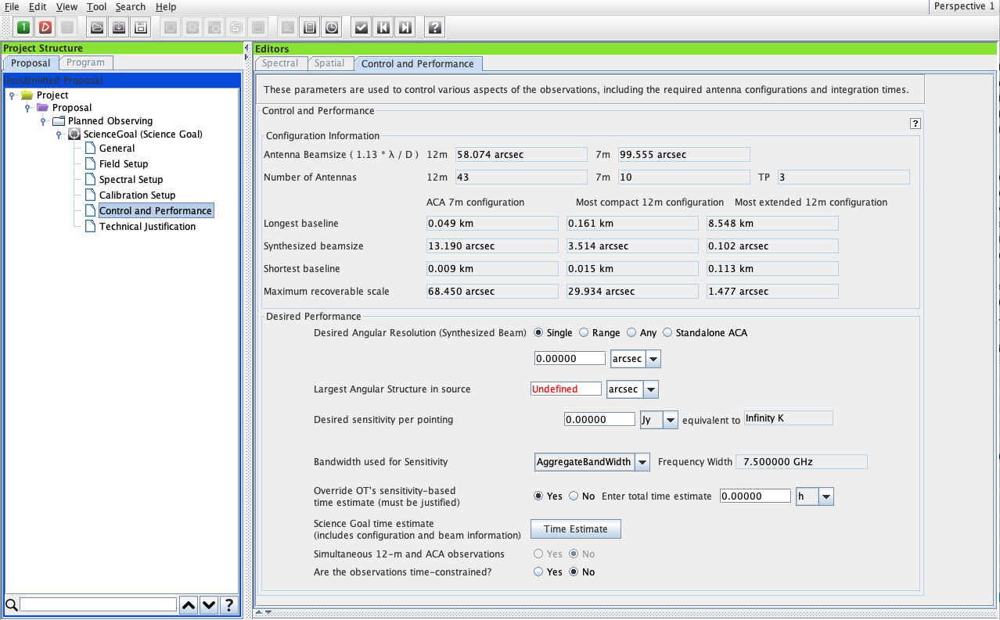 File Edit View Tool Search Help Perspective 1
1 D ?
Project Structure
Proposal Program
Unsubmitted Proposal
Project
Proposal
Planned Observing
ScienceGoal (Science Goal)
General
Field Setup
Spectral Setup
Calibration Setup
Control and Performance
Technical Justification
?
Editors
Spectral Spatial Control and Performance
These parameters are used to control various aspects of the observations, including the required antenna configurations and integration times.
Control and Performance
?
Configuration Information
Antenna Beamsize ( 1.13 * λ / D ) 12m 58.074 arcsec 7m 99.555 arcsec
Number of Antennas 12m 43 7m 10 TP 3
ACA 7m configuration Most compact 12m configuration Most extended 12m configuration
Longest baseline 0.049 km 0.161 km 8.548 km
Synthesized beamsize 13.190 arcsec 3.514 arcsec 0.102 arcsec
Shortest baseline 0.009 km 0.015 km 0.113 km
Maximum recoverable scale 68.450 arcsec 29.934 arcsec 1.477 arcsec
Desired Performance
Desired Angular Resolution (Synthesized Beam) Single Range Any Standalone ACA
0.00000 arcsec
Largest Angular Structure in source Undefined arcsec
Desired sensitivity per pointing 0.00000 Jy equivalent to Infinity K
Bandwidth used for Sensitivity AggregateBandWidth Frequency Width 7.500000 GHz
Override OT's sensitivity-based
time estimate (must be justified) Yes No Enter total time estimate 0.00000 h
Science Goal time estimate
(includes configuration and beam information) Time Estimate
Simultaneous 12-m and ACA observations Yes No
Are the observations time-constrained? Yes No